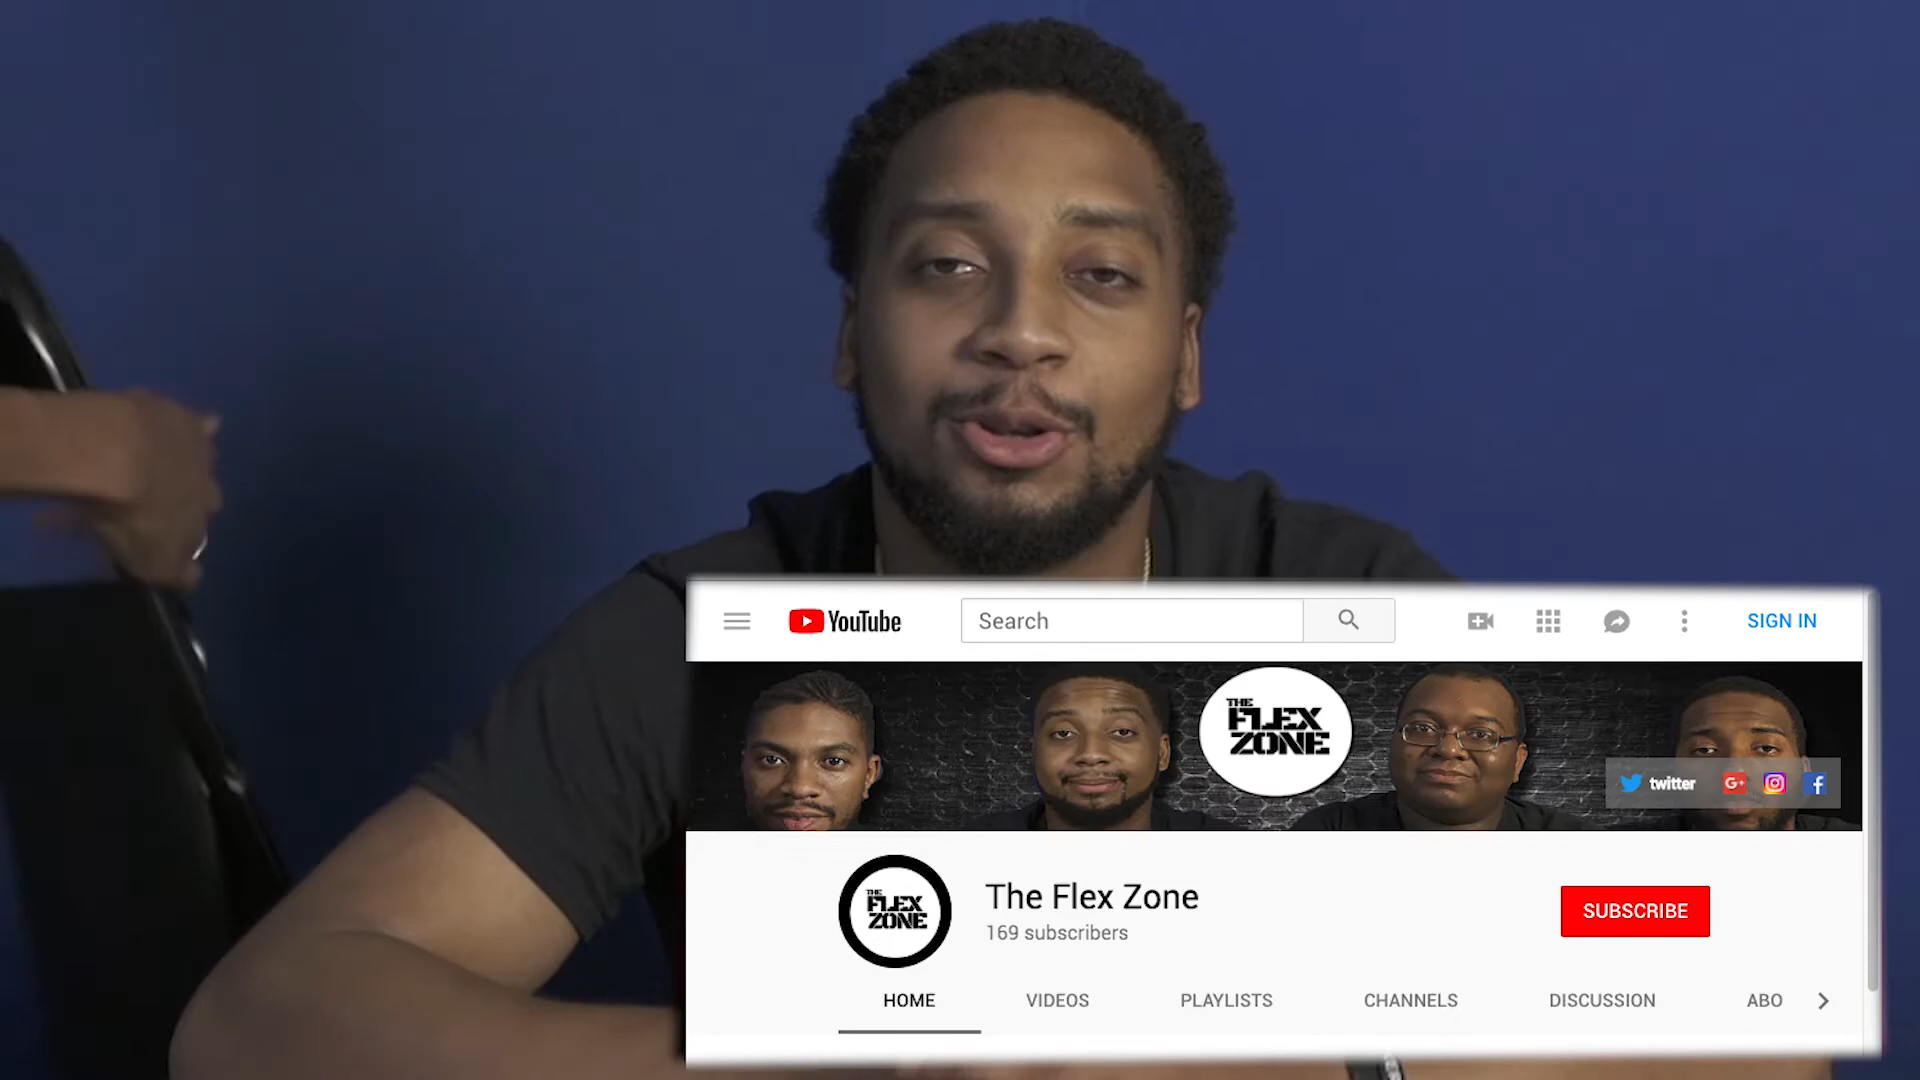 YouTube
Search
SIGN IN
THE
FLEX
ZONE
twitter
G+
f
THE
FLEX
ZONE
The Flex Zone
169 subscribers
SUBSCRIBE
HOME
VIDEOS
PLAYLISTS
CHANNELS
DISCUSSION
ABO